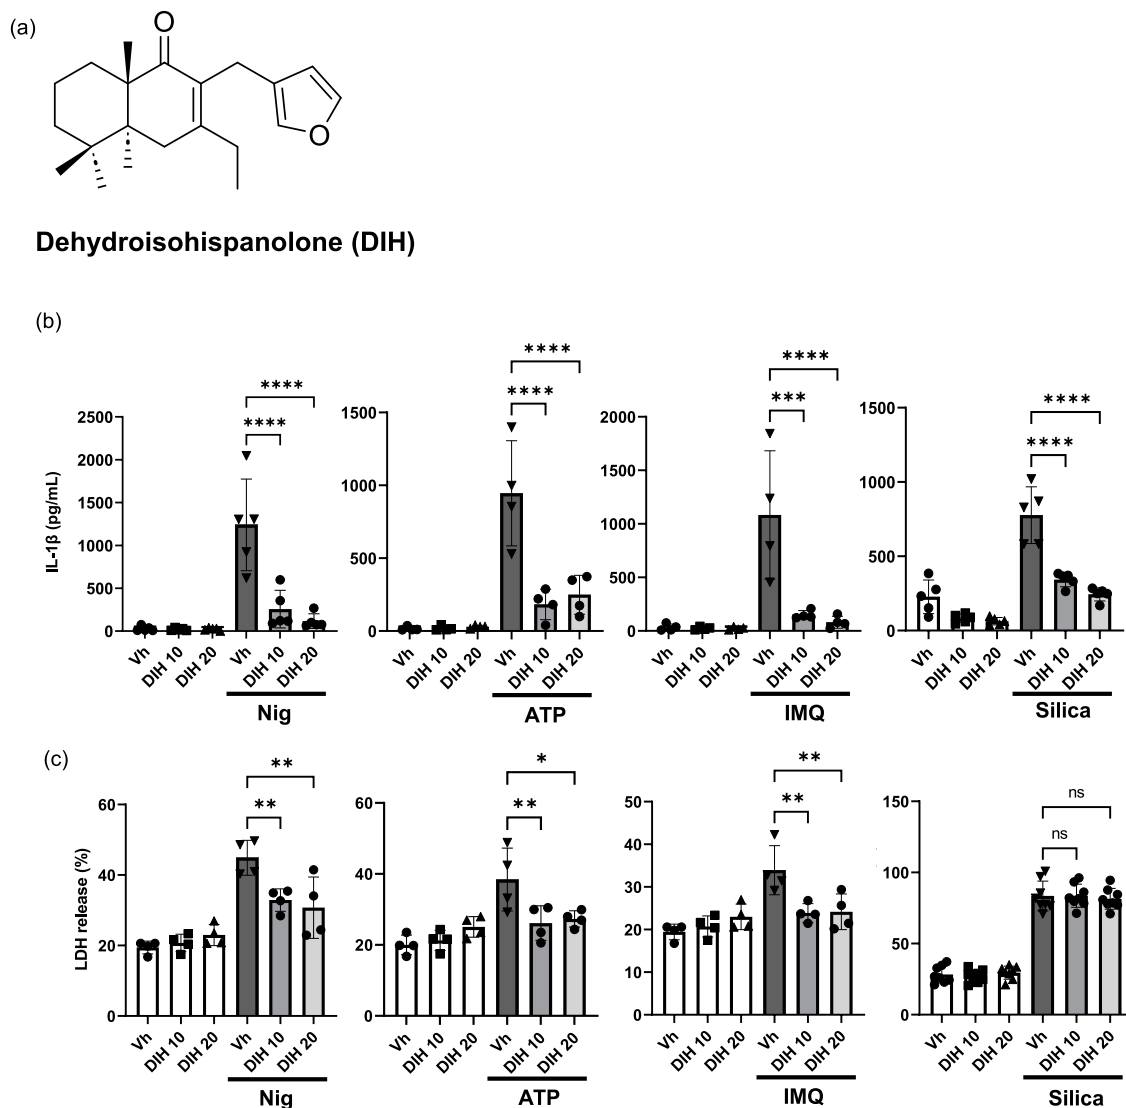 (a)
O
O
Dehydroisohispanolone (DIH)
(b)
IL-1β (pg/mL)
2500
2000
1500
1000
500
0
****
****
Vh
DIH 10
DIH 20
Vh
DIH 10
DIH 20
Nig
1500
1000
500
0
****
****
Vh
DIH 10
DIH 20
Vh
DIH 10
DIH 20
ATP
2000
1500
1000
500
0
****
***
Vh
DIH 10
DIH 20
Vh
DIH 10
DIH 20
IMQ
1500
1000
500
0
****
****
Vh
DIH 10
DIH 20
Vh
DIH 10
DIH 20
Silica
(c)
LDH release (%)
60
40
20
0
**
**
Vh
DIH 10
DIH 20
Vh
DIH 10
DIH 20
Nig
60
40
20
0
*
**
Vh
DIH 10
DIH 20
Vh
DIH 10
DIH 20
ATP
50
40
30
20
10
0
**
**
Vh
DIH 10
DIH 20
Vh
DIH 10
DIH 20
IMQ
150
100
50
0
ns
ns
Vh
DIH 10
DIH 20
Vh
DIH 10
DIH 20
Silica